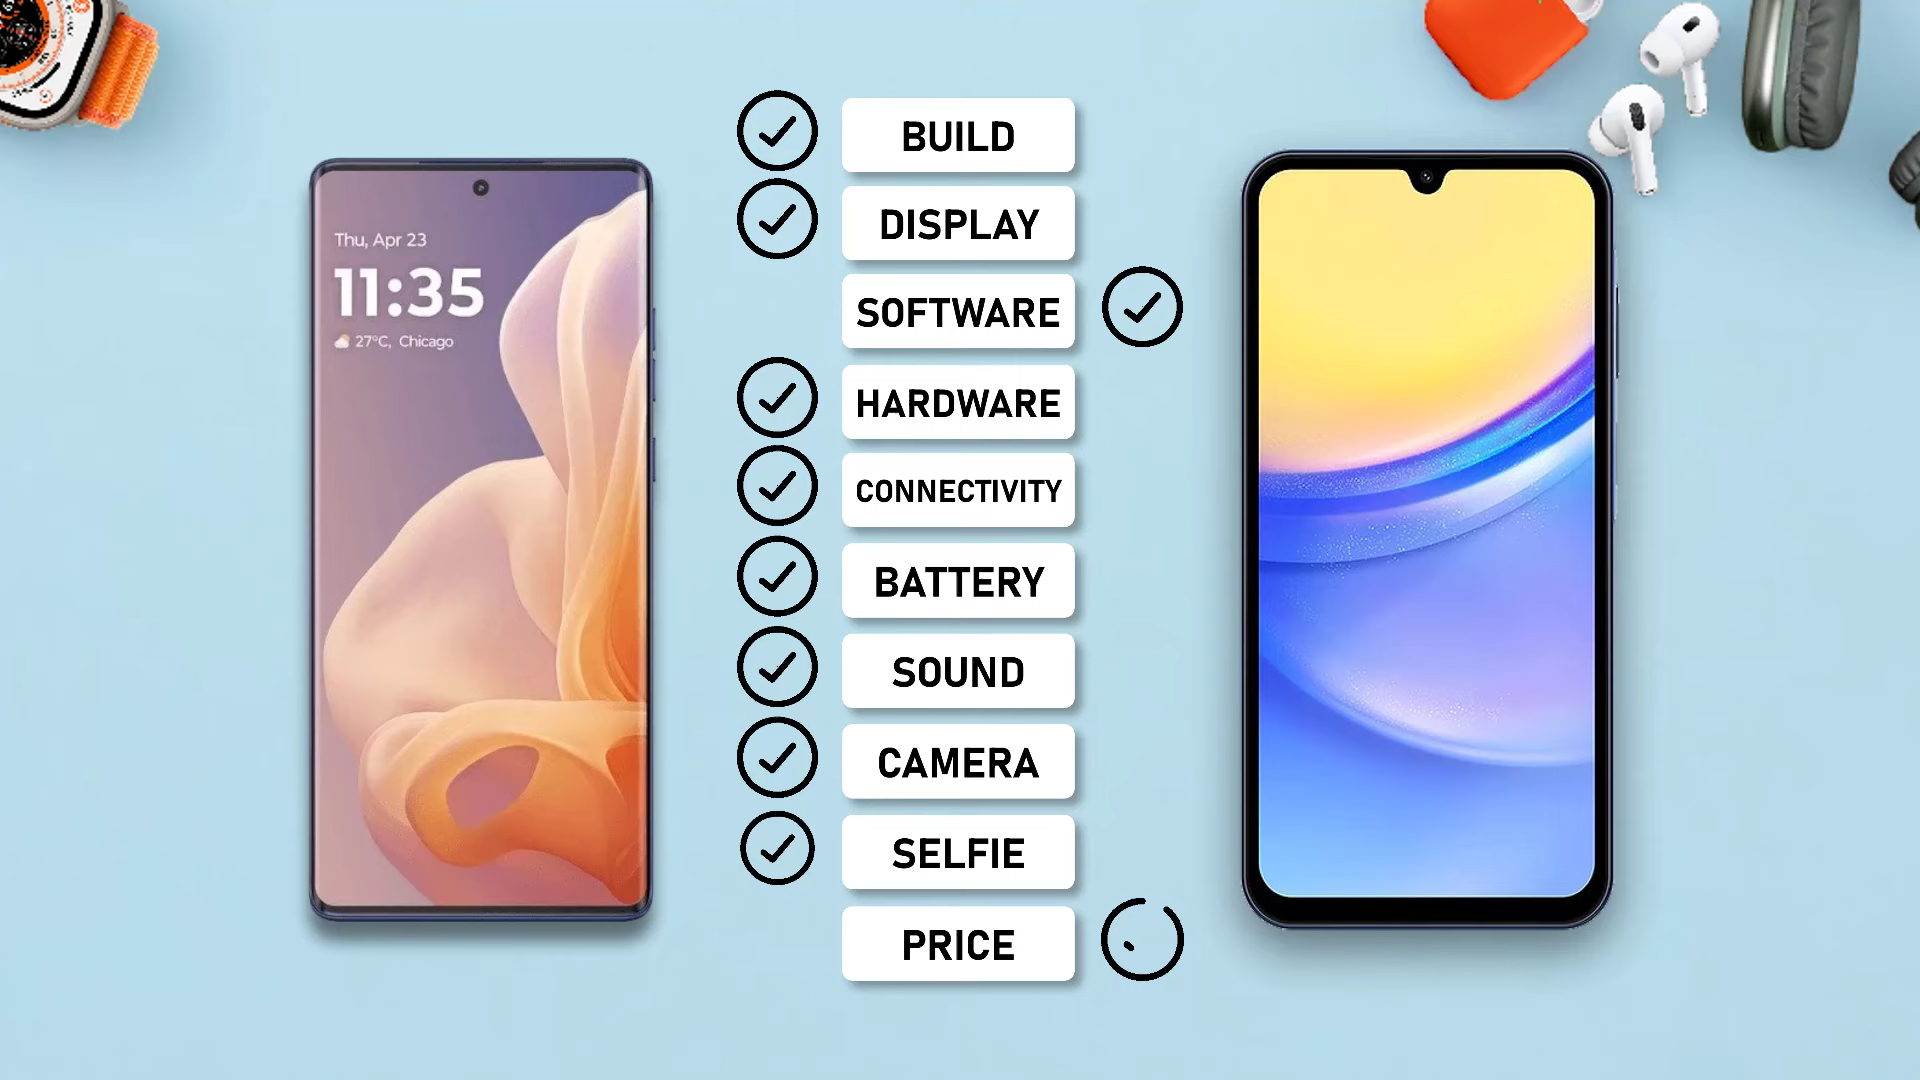 Thu, Apr 23
11:35
27°C, Chicago
BUILD
DISPLAY
SOFTWARE
HARDWARE
CONNECTIVITY
BATTERY
SOUND
CAMERA
SELFIE
PRICE